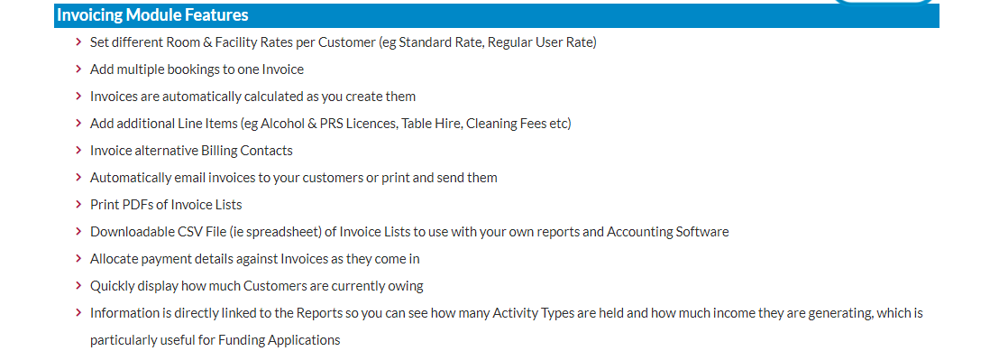 Invoicing Module Features
Set different Room & Facility Rates per Customer (eg Standard Rate, Regular User Rate)
Add multiple bookings to one Invoice
Invoices are automatically calculated as you create them
Add additional Line Items (eg Alcohol & PRS Licences, Table Hire, Cleaning Fees etc)
Invoice alternative Billing Contacts
Automatically email invoices to your customers or print and send them
Print PDFs of Invoice Lists
Downloadable CSV File (ie spreadsheet) of Invoice Lists to use with your own reports and Accounting Software
Allocate payment details against Invoices as they come in
Quickly display how much Customers are currently owing
Information is directly linked to the Reports so you can see how many Activity Types are held and how much income they are generating, which is
particularly useful for Funding Applications